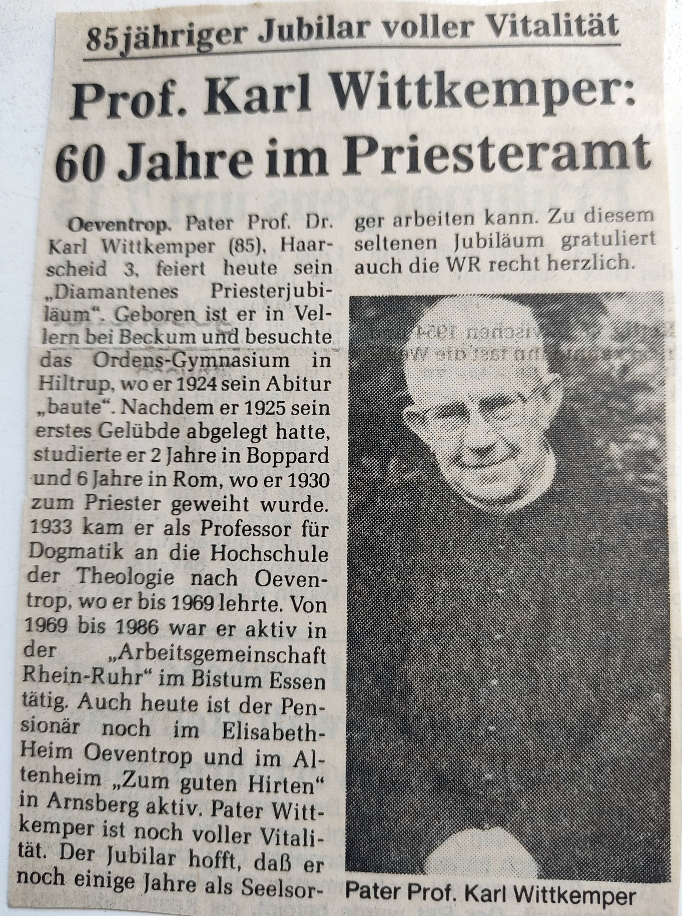 85jähriger Jubilar voller Vitalität
Prof. Karl Wittkemper:
60 Jahre im Priesteramt
Oeventrop. Pater Prof. Dr.
Karl Wittkemper (85), Haar-
scheid 3, feiert heute sein
„Diamantenes Priesterjubi-
läum“. Geboren ist er in Vel-
lern bei Beckum und besuchte
das Ordens-Gymnasium in
Hiltrup, wo er 1924 sein Abitur
„baute“. Nachdem er 1925 sein
erstes Gelübde abgelegt hatte,
studierte er 2 Jahre in Boppard
und 6 Jahre in Rom, wo er 1930
zum Priester geweiht wurde.
1933 kam er als Professor für
Dogmatik an die Hochschule
der Theologie nach Oeven-
trop, wo er bis 1969 lehrte. Von
1969 bis 1986 war er aktiv in
der „Arbeitsgemeinschaft
Rhein-Ruhr“ im Bistum Essen
tätig. Auch heute ist der Pen-
sionär noch im Elisabeth-
Heim Oeventrop und im Al-
tenheim „Zum guten Hirten“
in Arnsberg aktiv. Pater Witt-
kemper ist noch voller Vitali-
tät. Der Jubilar hofft, daß er
noch einige Jahre als Seelsor-
ger arbeiten kann. Zu diesem
seltenen Jubiläum gratuliert
auch die WR recht herzlich.
Pater Prof. Karl Wittkemper